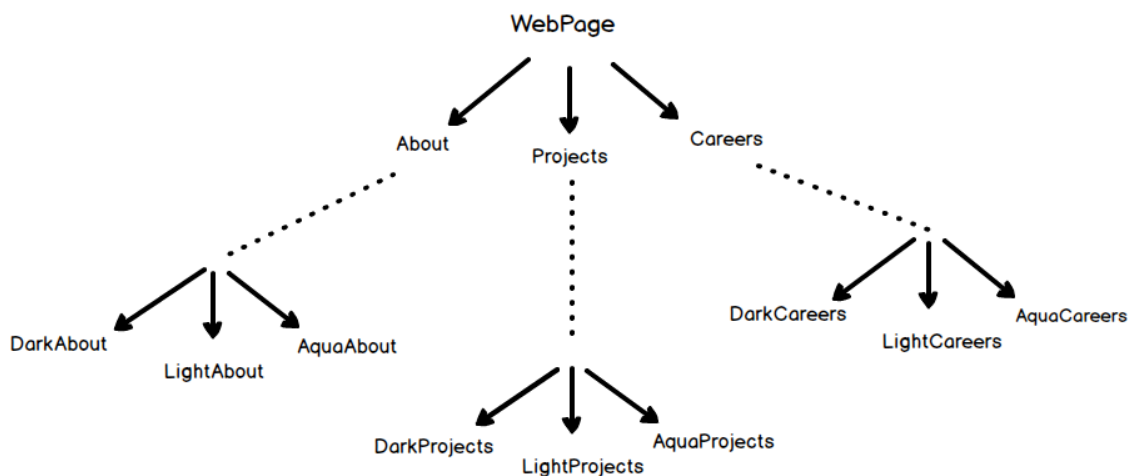 WebPage
About
Projects
Careers
DarkAbout
LightAbout
AquaAbout
DarkProjects
LightProjects
AquaProjects
DarkCareers
LightCareers
AquaCareers